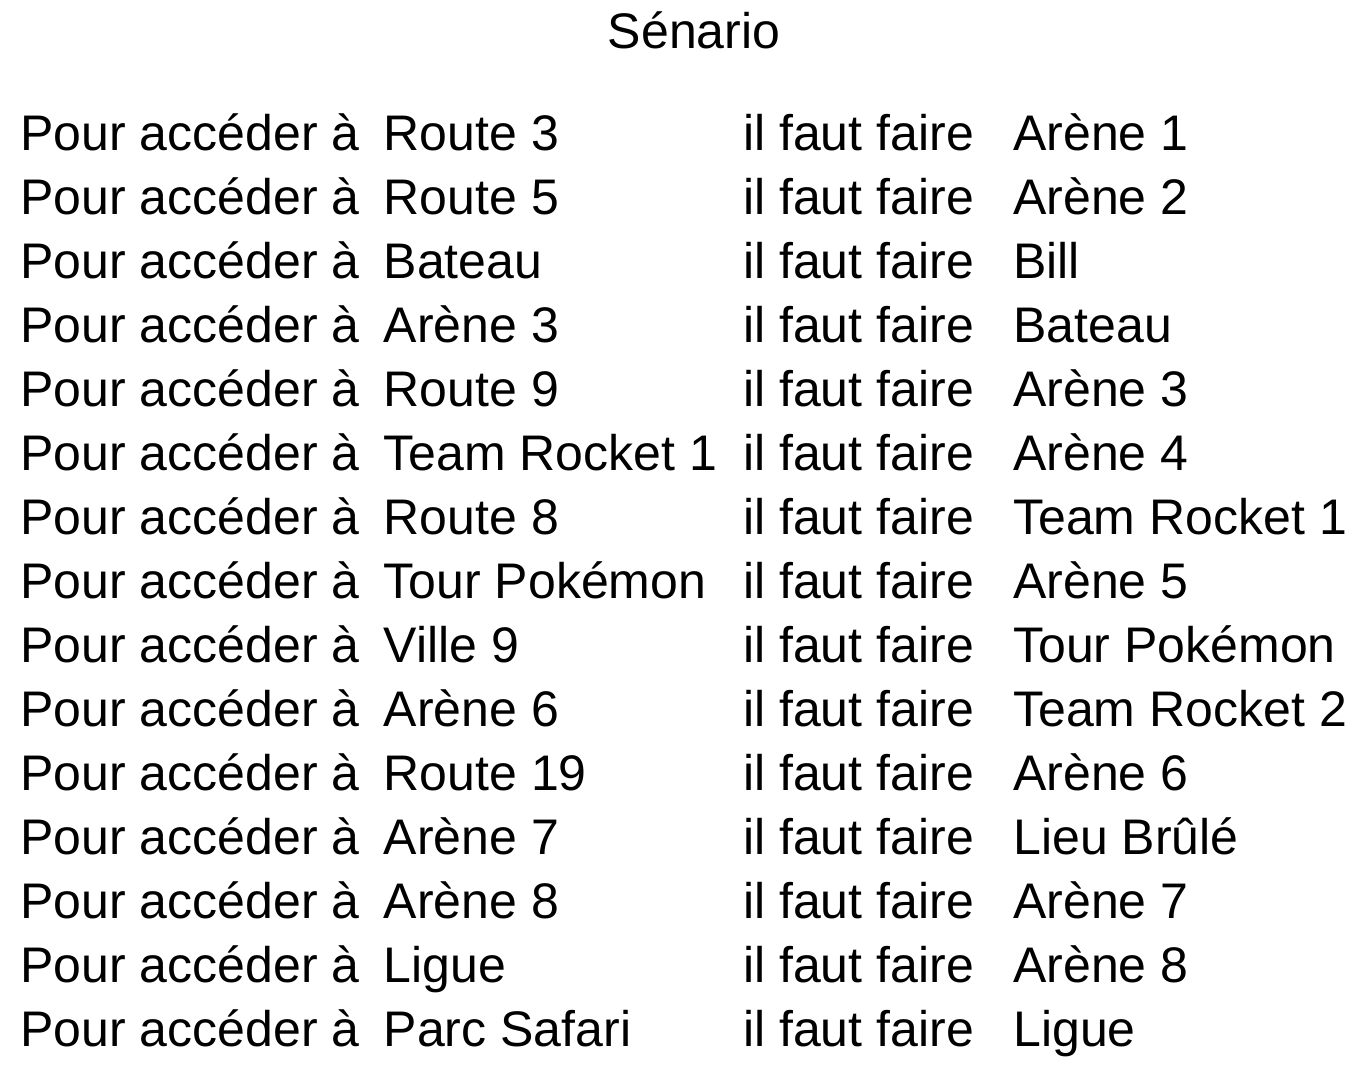 Sénario
Pour accéder à Route 3 il faut faire Arène 1
Pour accéder à Route 5 il faut faire Arène 2
Pour accéder à Bateau il faut faire Bill
Pour accéder à Arène 3 il faut faire Bateau
Pour accéder à Route 9 il faut faire Arène 3
Pour accéder à Team Rocket 1 il faut faire Arène 4
Pour accéder à Route 8 il faut faire Team Rocket 1
Pour accéder à Tour Pokémon il faut faire Arène 5
Pour accéder à Ville 9 il faut faire Tour Pokémon
Pour accéder à Arène 6 il faut faire Team Rocket 2
Pour accéder à Route 19 il faut faire Arène 6
Pour accéder à Arène 7 il faut faire Lieu Brûlé
Pour accéder à Arène 8 il faut faire Arène 7
Pour accéder à Ligue il faut faire Arène 8
Pour accéder à Parc Safari il faut faire Ligue